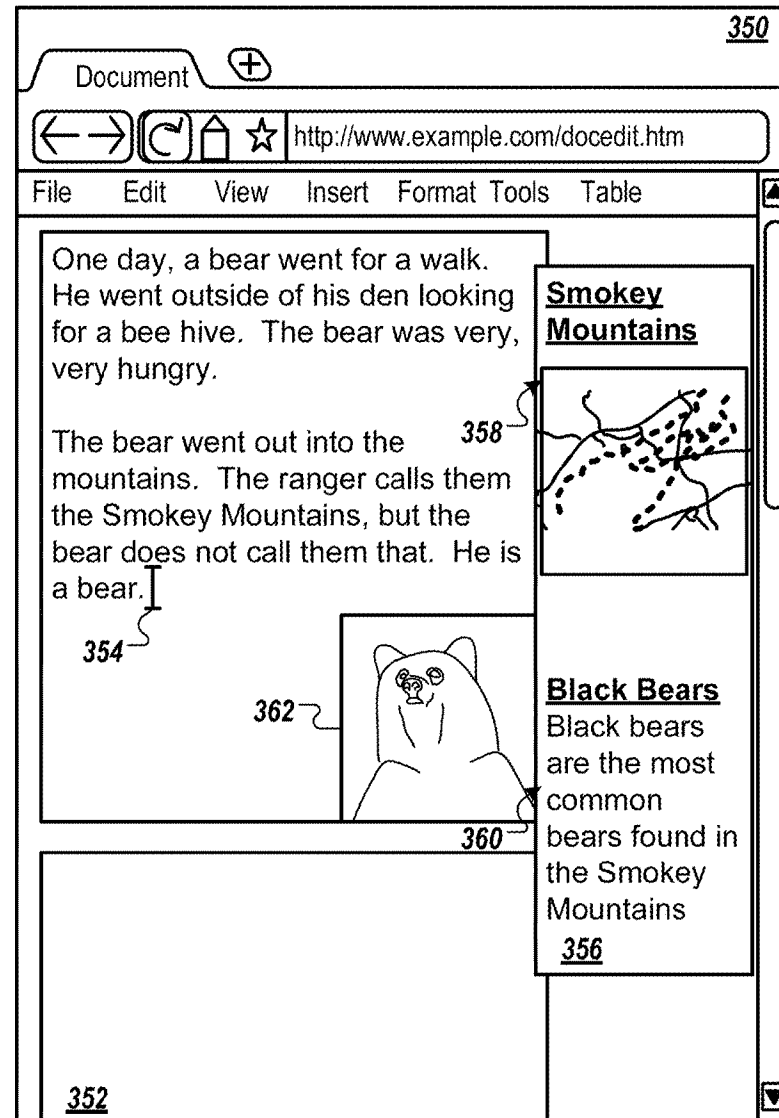 350
Document
http://www.example.com/docedit.htm
File Edit View Insert Format Tools Table
One day, a bear went for a walk.
He went outside of his den looking
for a bee hive. The bear was very,
very hungry.
The bear went out into the
mountains. The ranger calls them
the Smokey Mountains, but the
bear does not call them that. He is
a bear.
354
362
Smokey
Mountains
358
Black Bears
Black bears
are the most
common
bears found in
the Smokey
Mountains
360
356
352